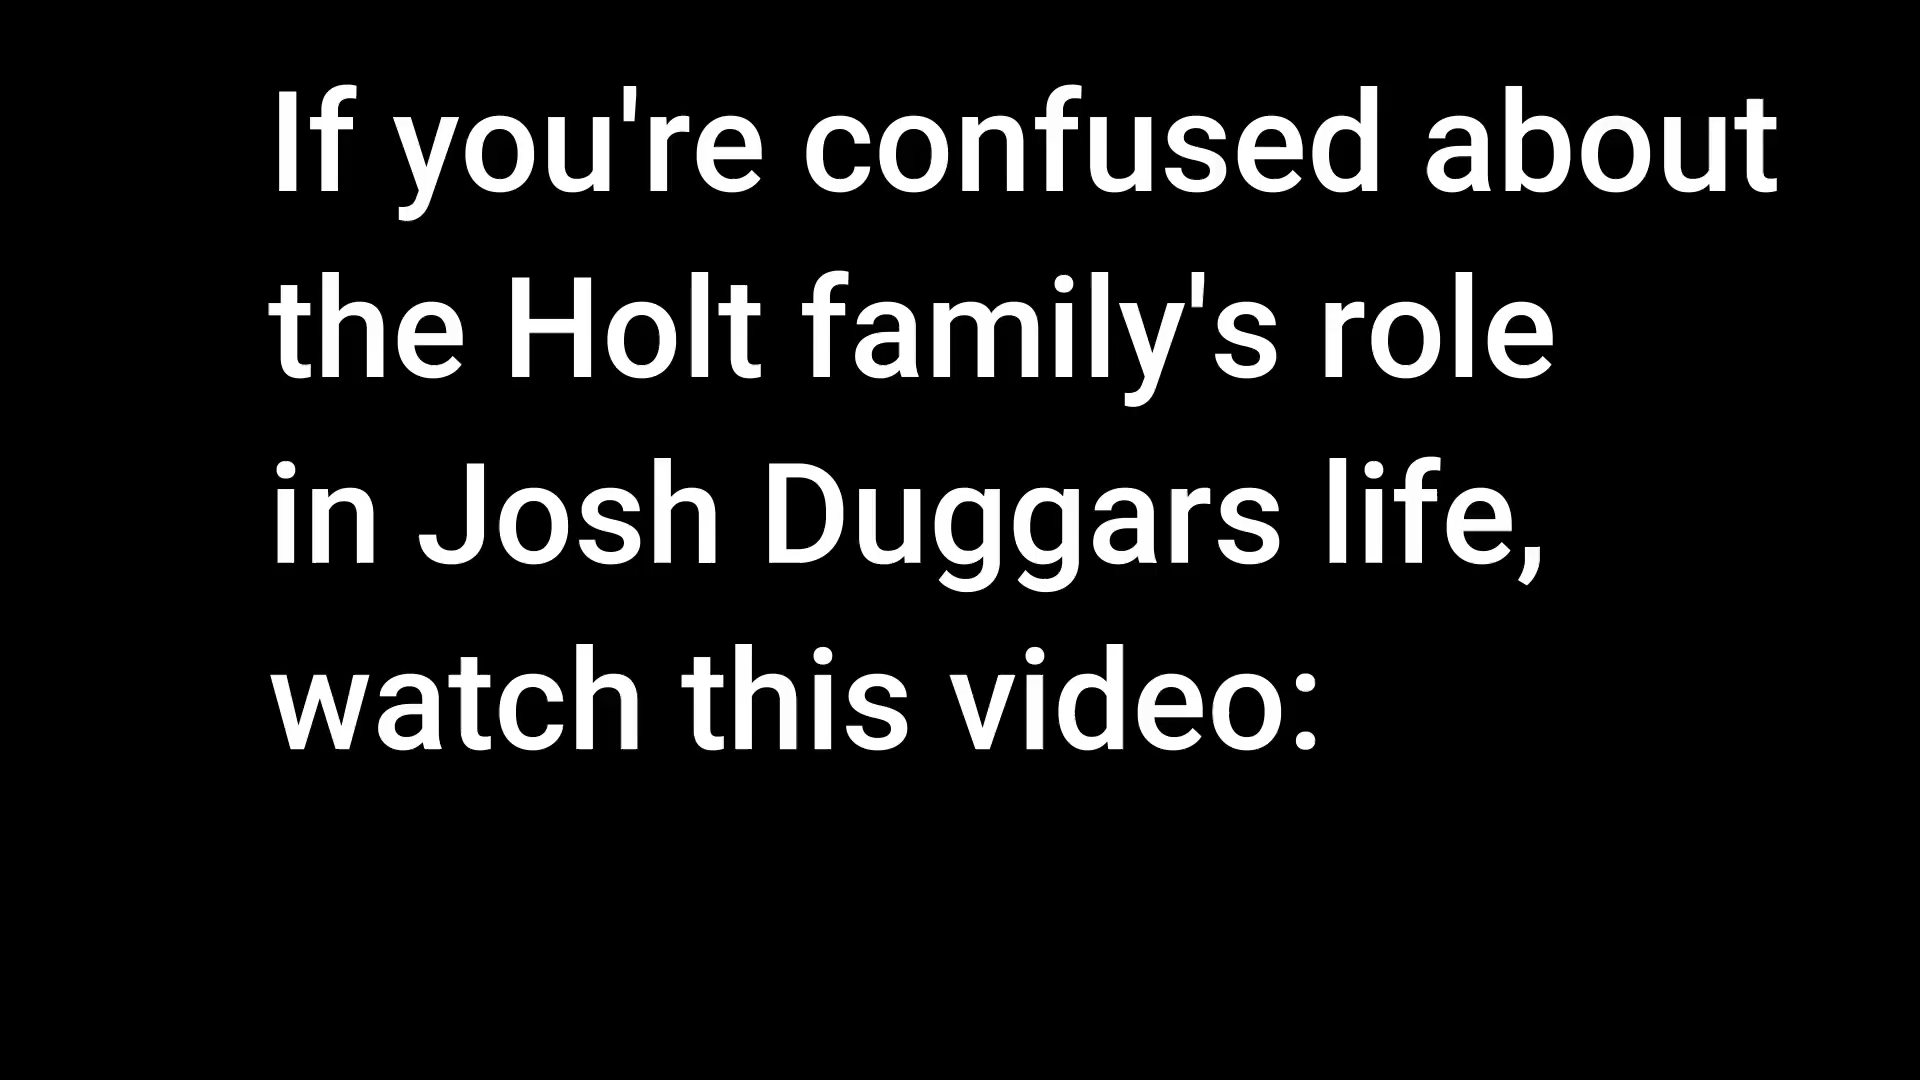 If you're confused about
the Holt family's role
in Josh Duggars life,
watch this video: